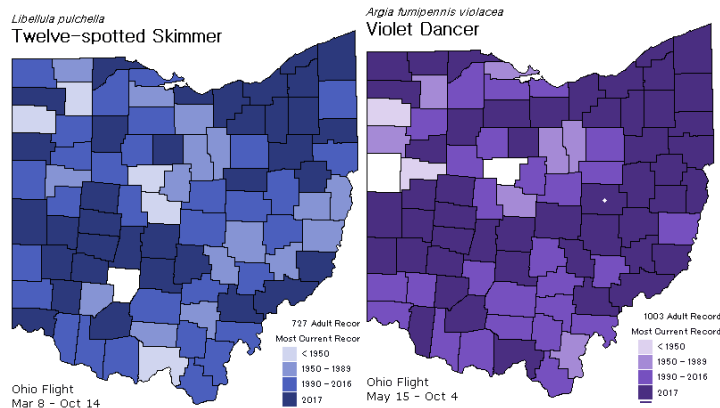 Libellula pulchella
Twelve-spotted Skimmer
727 Adult Recor
Most Current Recor
< 1950
1950 - 1989
1990 - 2016
2017
Ohio Flight
Mar 8 - Oct 14
Argia fumipennis violacea
Violet Dancer
1003 Adult Record
Most Current Record
< 1950
1950 - 1989
1990 - 2016
2017
Ohio Flight
May 15 - Oct 4